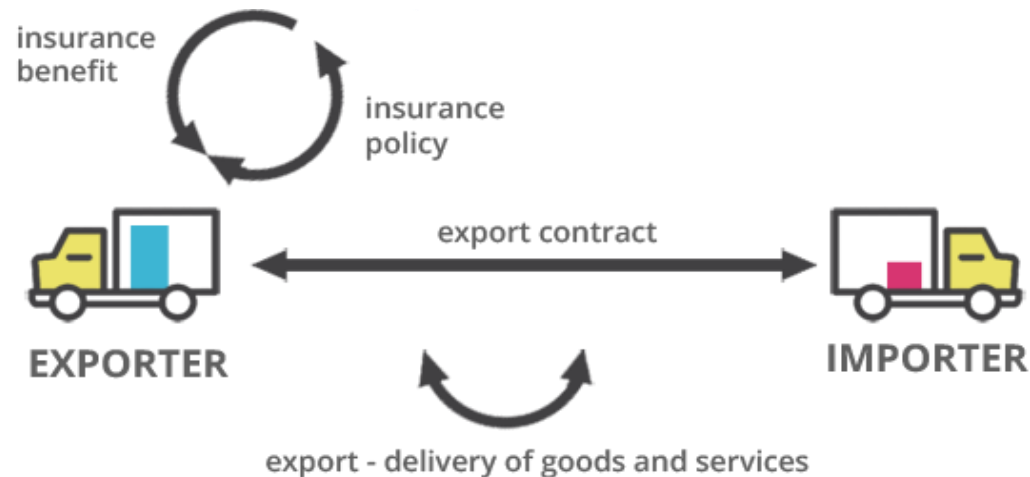 insurance
benefit
insurance
policy
export contract
EXPORTER
IMPORTER
export - delivery of goods and services